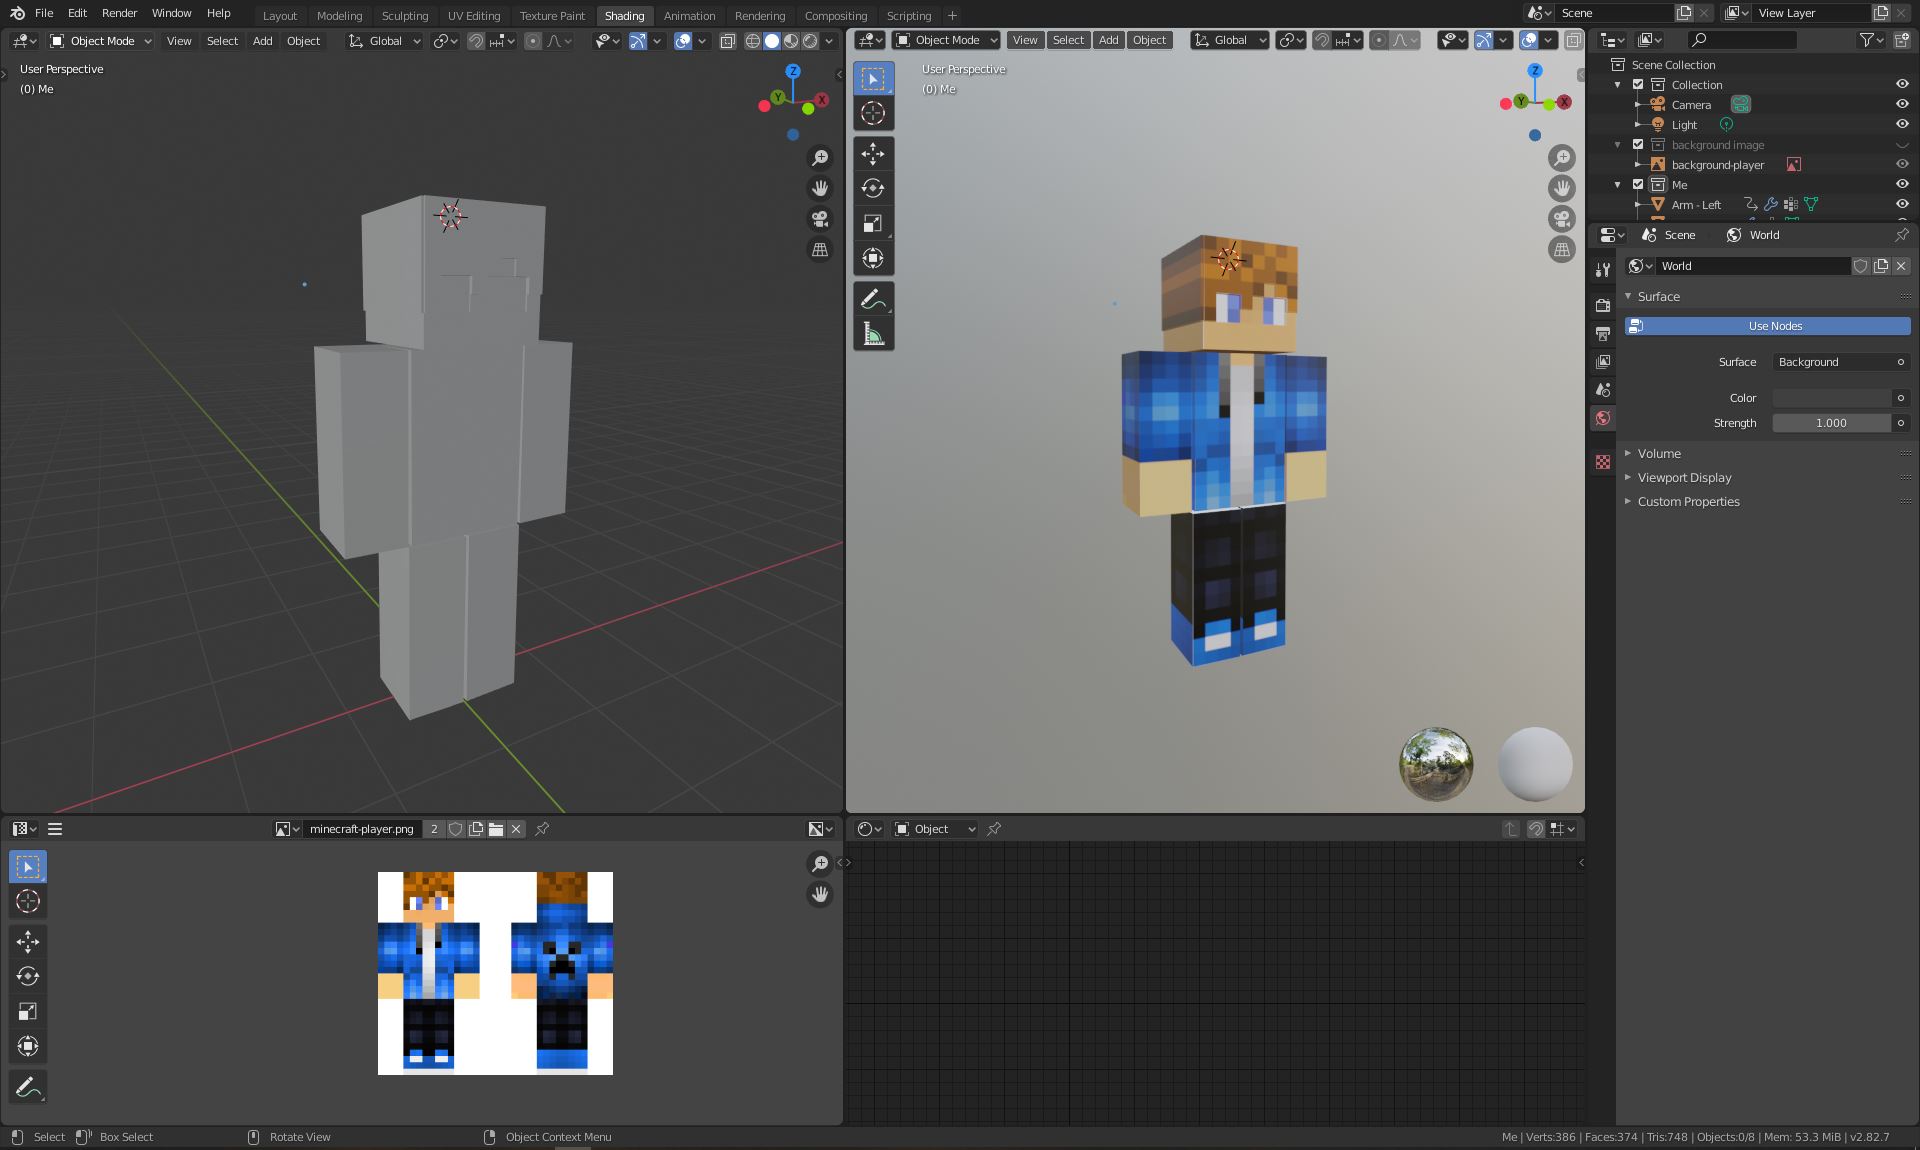 File Edit Render Window Help Layout Modeling Sculpting UV Editing Texture Paint Shading Animation Rendering Compositing Scripting + Scene View Layer
Object Mode View Select Add Object Global
User Perspective
(0) Me
Z
Y
X
Object Mode View Select Add Object Global
User Perspective
(0) Me
Z
Y
X
Scene Collection
Collection
Camera
Light
background image
background-player
Me
Arm - Left
Scene World
World
Surface
Use Nodes
Surface Background
Color
Strength 1.000
Volume
Viewport Display
Custom Properties
minecraft-player.png 2
Object
Select Box Select Rotate View Object Context Menu
Me | Verts:386 | Faces:374 | Tris:748 | Objects:0/8 | Mem: 53.3 MiB | v2.82.7